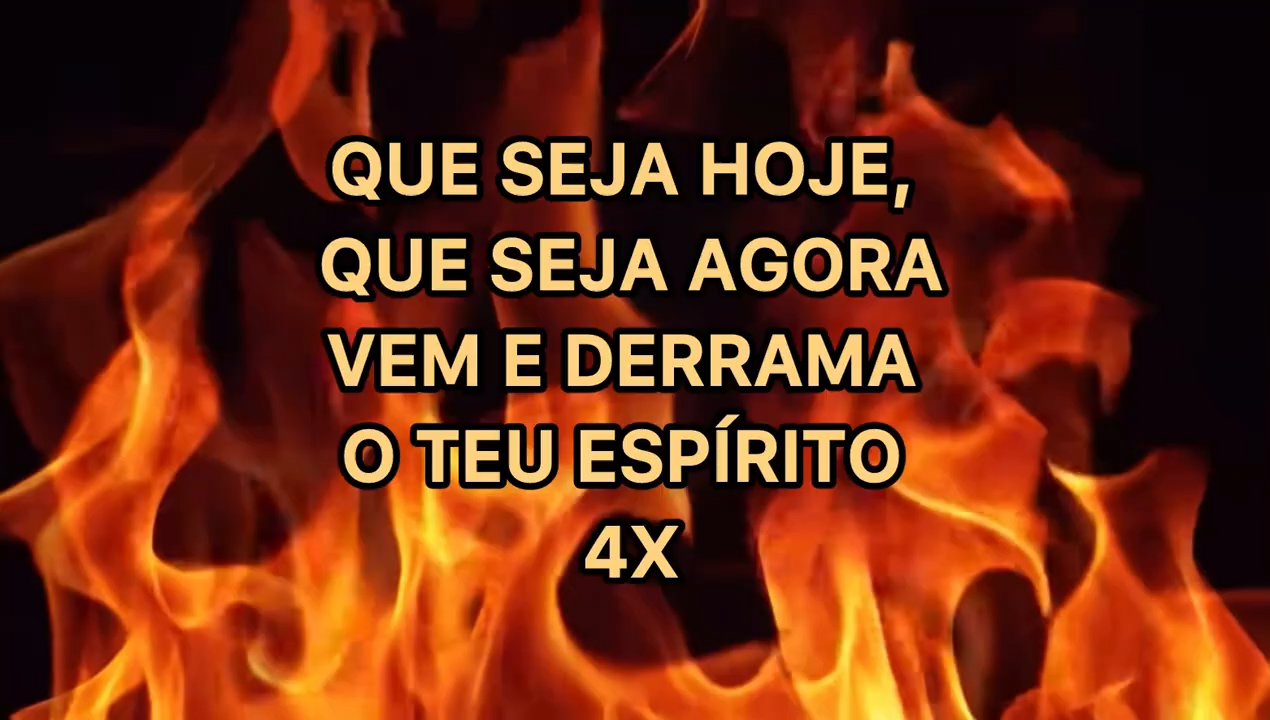 QUE SEJA HOJE,
QUE SEJA AGORA
VEM E DERRAMA
O TEU ESPÍRITO
4X